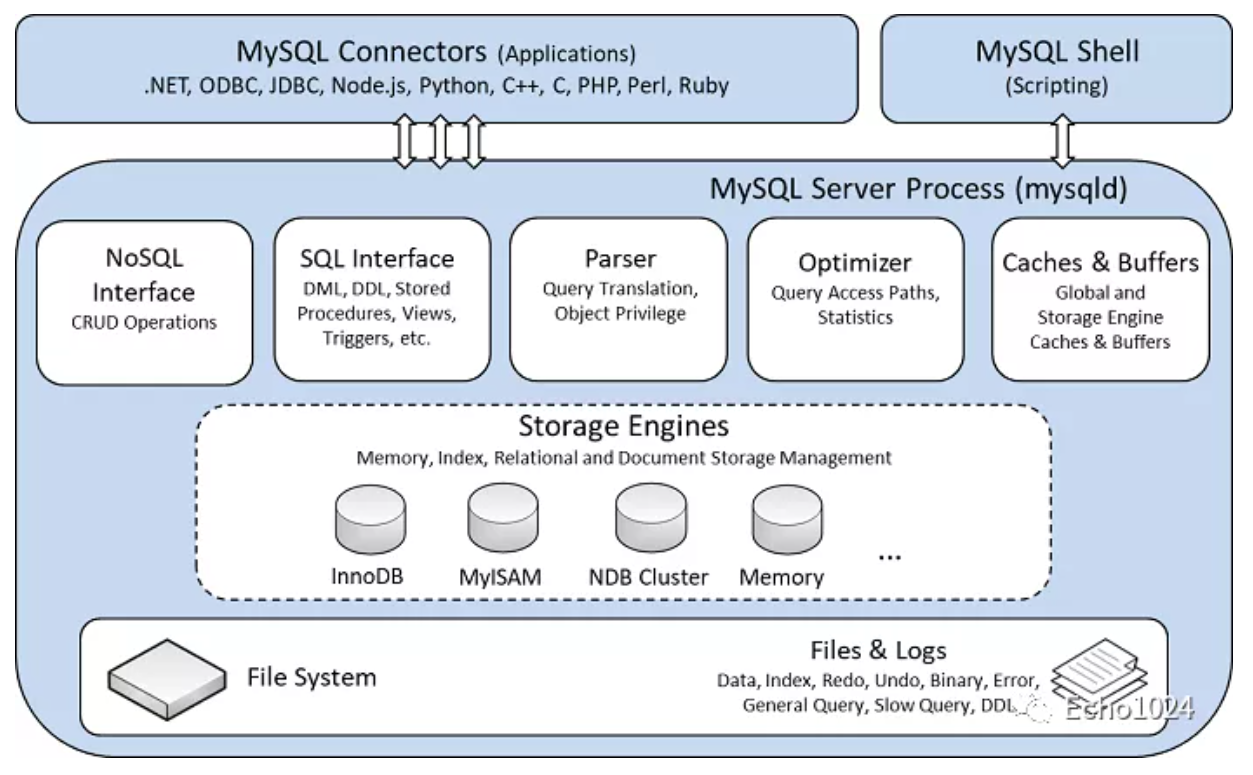 MySQL Connectors (Applications)
.NET, ODBC, JDBC, Node.js, Python, C++, C, PHP, Perl, Ruby
MySQL Shell
(Scripting)
MySQL Server Process (mysqld)
NoSQL
Interface
CRUD Operations
SQL Interface
DML, DDL, Stored
Procedures, Views,
Triggers, etc.
Parser
Query Translation,
Object Privilege
Optimizer
Query Access Paths,
Statistics
Caches & Buffers
Global and
Storage Engine
Caches & Buffers
Storage Engines
Memory, Index, Relational and Document Storage Management
InnoDB
MyISAM
NDB Cluster
Memory
...
File System
Files & Logs
Data, Index, Redo, Undo, Binary, Error,
General Query, Slow Query, DDL
Echo1024